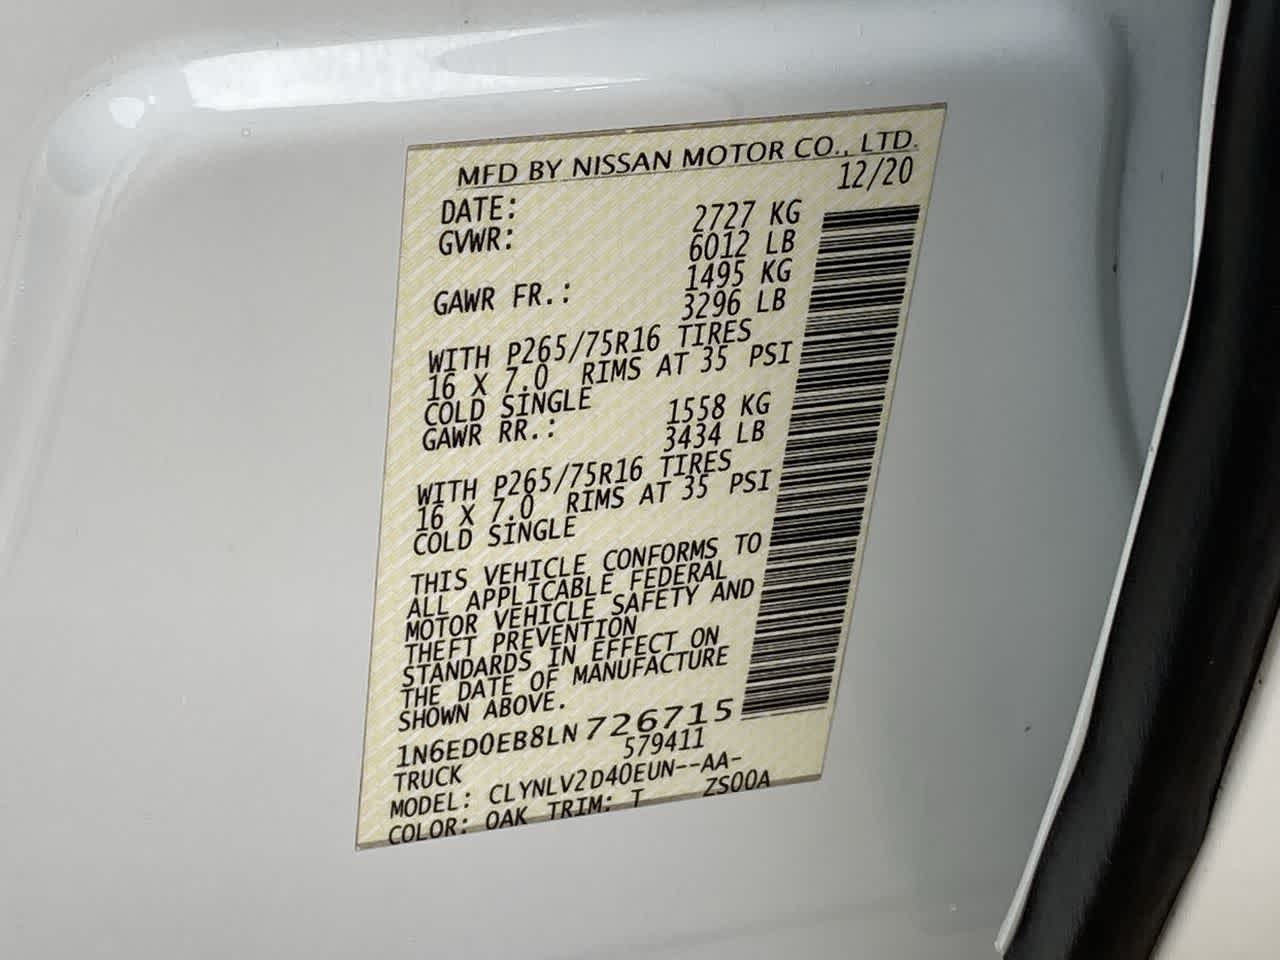 MFD BY NISSAN MOTOR CO., LTD.
DATE: 12/20
GVWR: 2727 KG
6012 LB
GAWR FR.: 1495 KG
3296 LB
WITH P265/75R16 TIRES
16 X 7.0 RIMS AT 35 PSI
COLD SINGLE
GAWR RR.: 1558 KG
3434 LB
WITH P265/75R16 TIRES
16 X 7.0 RIMS AT 35 PSI
COLD SINGLE
THIS VEHICLE CONFORMS TO
ALL APPLICABLE FEDERAL
MOTOR VEHICLE SAFETY AND
THEFT PREVENTION
STANDARDS IN EFFECT ON
THE DATE OF MANUFACTURE
SHOWN ABOVE.
1N6ED0EB8LN726715
TRUCK 579411
MODEL: CLYNLV2D40EUN--AA-
COLOR: QAK TRIM: T ZS00A